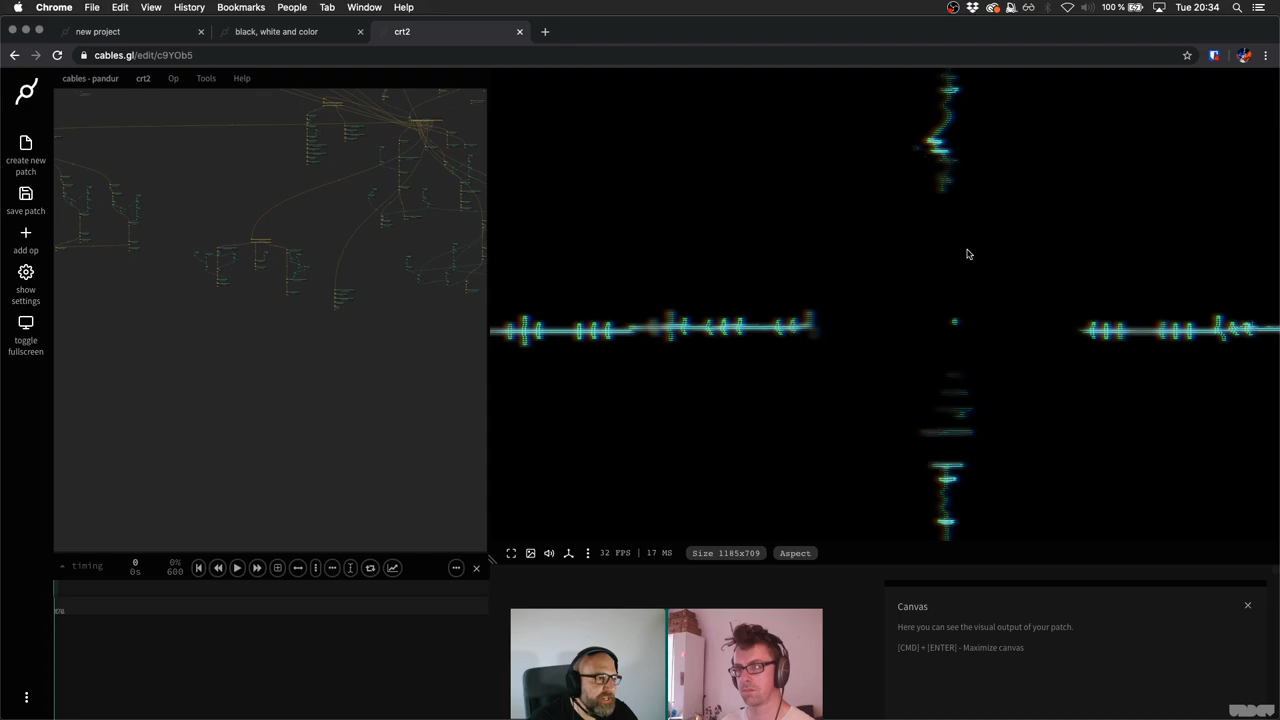 Chrome File Edit View History Bookmarks People Tab Window Help 100 % Tue 20:34
new project black, white and color crt2
cables.gl/edit/c9YOb5
cables - pandur crt2 Op Tools Help
create new
patch
save patch
add op
show
settings
toggle
fullscreen
32 FPS | 17 MS Size 1185x709 Aspect
timing 0 0%
0s 600
Canvas
Here you can see the visual output of your patch.
[CMD] + [ENTER] - Maximize canvas